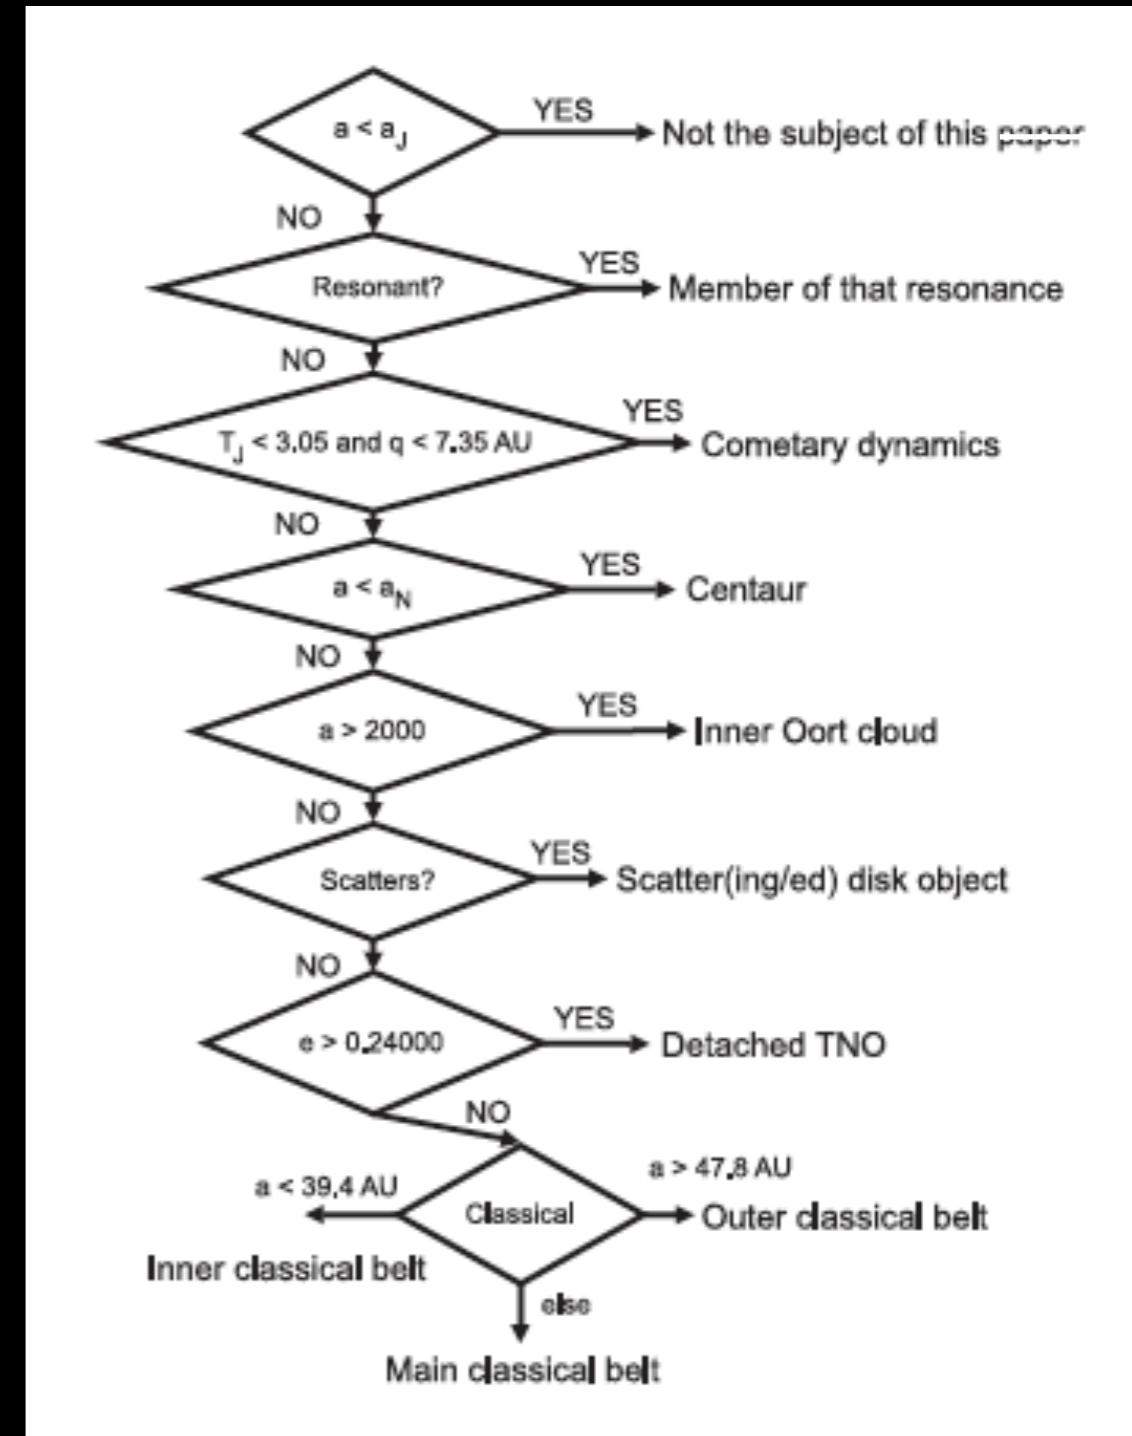 a < aJ
YES
Not the subject of this paper
NO
Resonant?
YES
Member of that resonance
NO
TJ < 3.05 and q < 7.35 AU
YES
Cometary dynamics
NO
a < aN
YES
Centaur
NO
a > 2000
YES
Inner Oort cloud
NO
Scatters?
YES
Scatter(ing/ed) disk object
NO
e > 0.24000
YES
Detached TNO
NO
a < 39.4 AU
Classical
a > 47.8 AU
Outer classical belt
Inner classical belt
else
Main classical belt